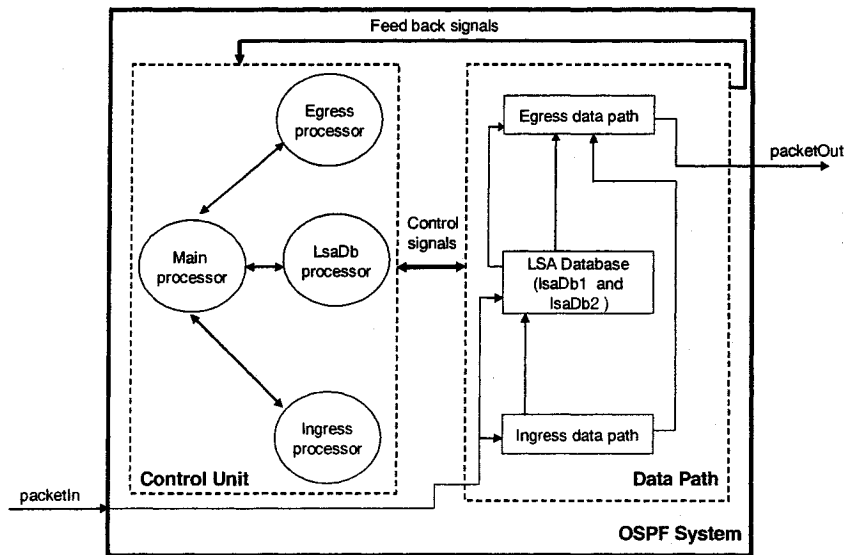 Feed back signals
Egress
processor
Egress data path
packetOut
Control
signals
Main
processor
LsaDb
processor
LSA Database
(lsaDb1 and
lsaDb2 )
Ingress
processor
Ingress data path
Control Unit
Data Path
packetIn
OSPF System